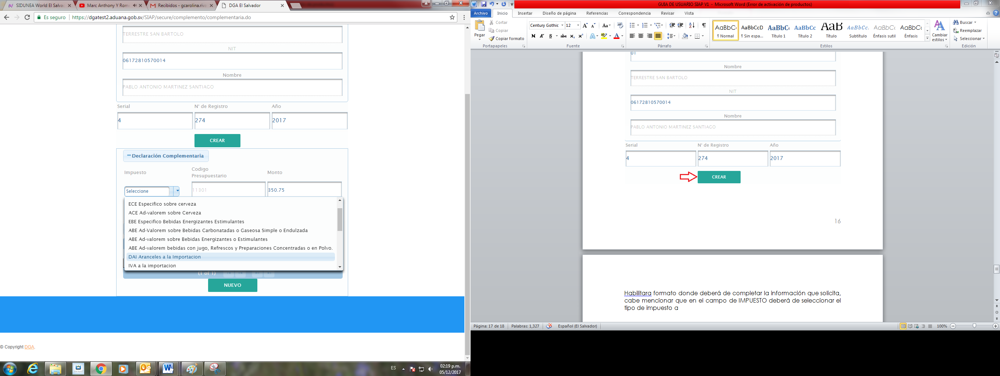 SIDUNEA World El Salvad
Marc Anthony Y Rom
Recibidos - gcarolina.riva
DGA El Salvador
Es seguro
https://dgatest2.aduana.gob.sv/SIAP/secure/complemento/complementaria.do
TERRESTRE SAN BARTOLO
NIT
06172810570014
Nombre
PABLO ANTONIO MARTINEZ SANTIAGO
Serial N° de Registro Año
4 274 2017
CREAR
Declaración Complementaria
Impuesto Codigo Presupuestario Monto
Seleccione 11301 350.75
ECE Especifico sobre cerveza
ACE Ad-valorem sobre Cerveza
EBE Especifico Bebidas Energizantes Estimulantes
ABE Ad-Valorem sobre Bebidas Carbonatadas o Gaseosa Simple o Endulzada
ABE Ad-valorem sobre Bebidas Energizantes o Estimulantes
ABE Ad-valorem bebidas con jugo, Refrescos y Preparaciones Concentradas o en Polvo.
DAI Aranceles a la Importacion
IVA a la importacion
(1 of 1)
NUEVO
© Copyright DGA.
ES
02:19 p.m.
05/12/2017
GUIA DE USUARIO SIAP V1 - Microsoft Word (Error de activación de productos)
Archivo Inicio Insertar Diseño de página Referencias Correspondencia Revisar Vista
Pegar
Cortar
Copiar
Copiar formato
Portapapeles
Century Gothic 12
N K S abc x₂ x²
Fuente
Párrafo
AaBbCc AaBbCcD AaBbCc AaBbCc AaB AaBbCc. AaBbCc AaBbCc
¶ Normal ¶ Sin espa... Título 1 Título 2 Título Subtítulo Énfasis sutil Énfasis
Cambiar estilos
Estilos
Buscar
Reemplazar
Seleccionar
Edición
01
Nombre
TERRESTRE SAN BARTOLO
NIT
06172810570014
Nombre
PABLO ANTONIO MARTINEZ SANTIAGO
Serial N° de Registro Año
4 274 2017
CREAR
16
Habilitara formato donde deberá de completar la información que solicita,
cabe mencionar que en el campo de IMPUESTO deberá de seleccionar el
tipo de impuesto a
Página: 17 de 18 Palabras: 1,327 Español (El Salvador) 100%